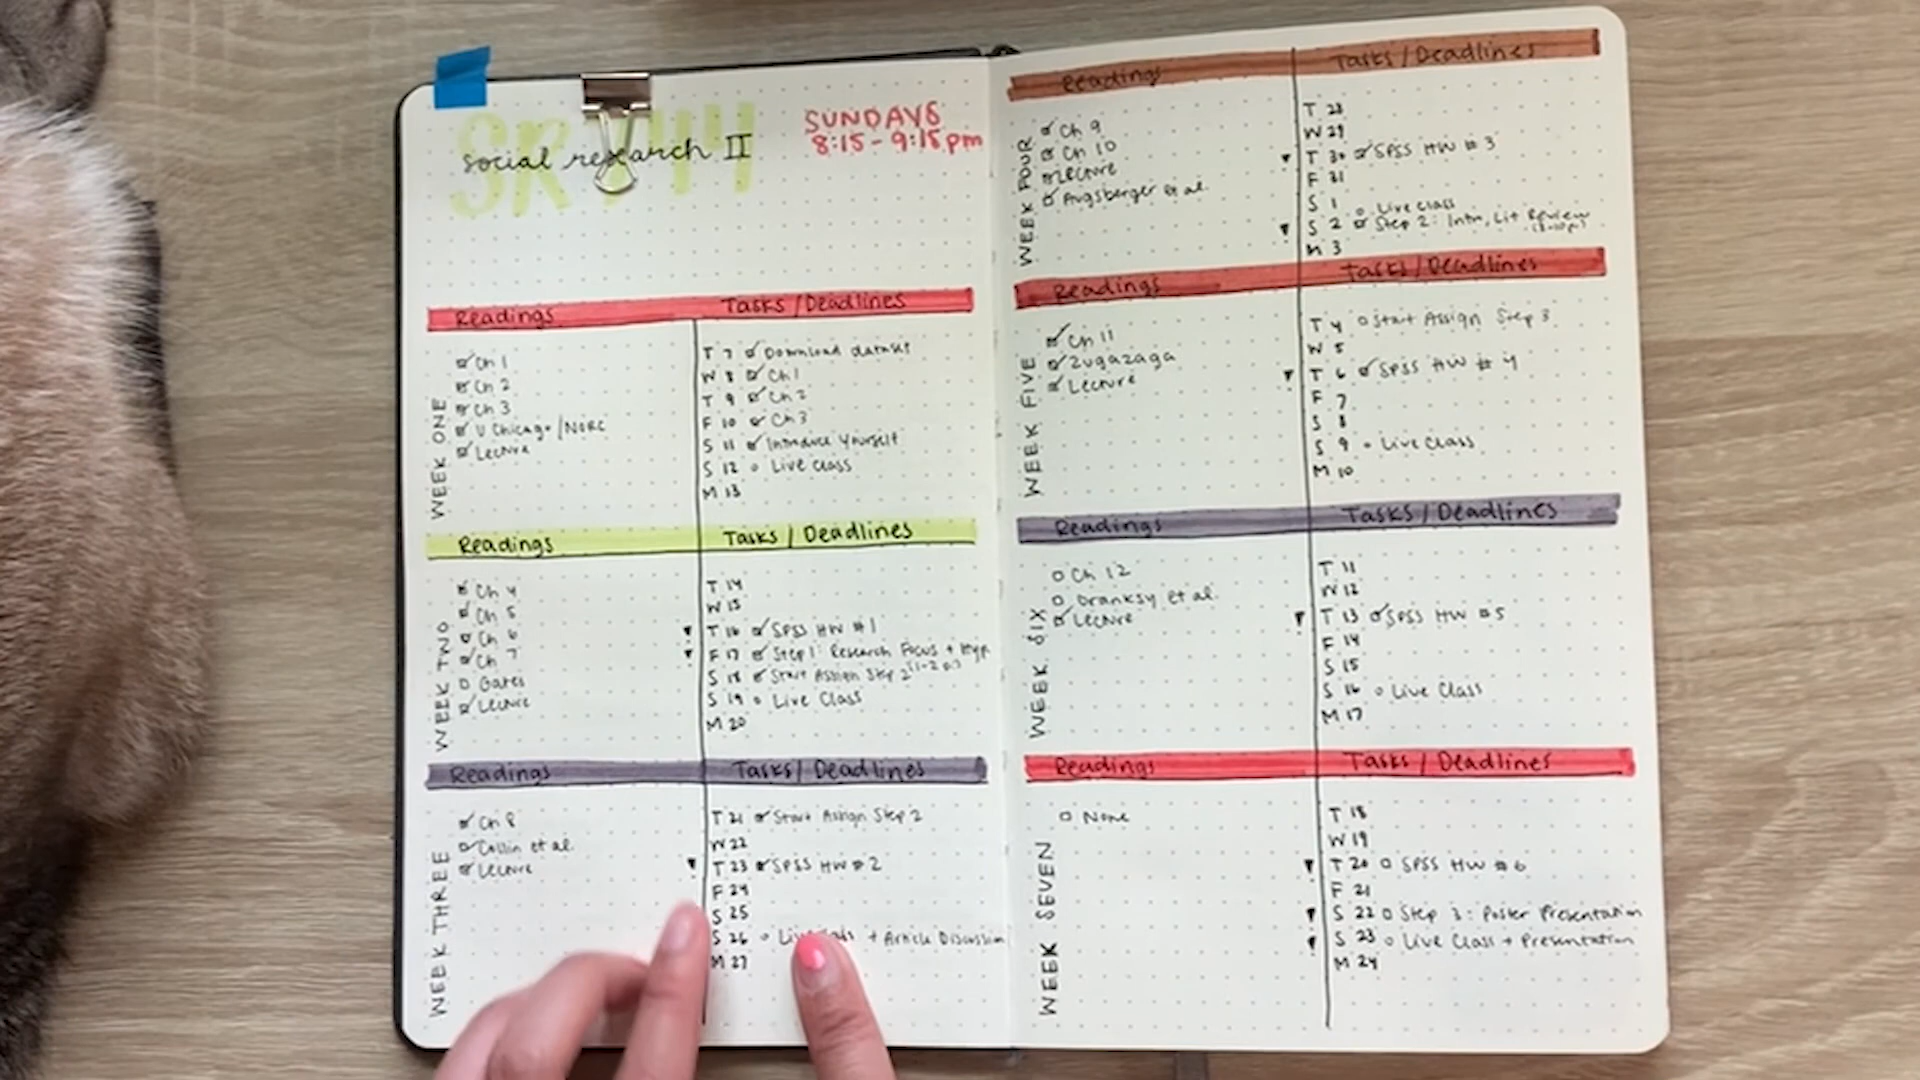 SR744
social research II
SUNDAYS
8:15 - 9:15pm
Readings Tasks / Deadlines
WEEK ONE
Ch 1
Ch 2
Ch 3
U Chicago / NORC
Lecture
T 7 Download dataset
W 8 Ch 1
T 9 Ch 2
F 10 Ch 3
S 11 Introduce Yourself
S 12 Live Class
M 13
Readings Tasks / Deadlines
WEEK TWO
Ch 4
Ch 5
Ch 6
Ch 7
Gates
Lecture
T 14
W 15
T 16 SPSS HW #1
F 17 Step 1: Research Focus + Hyp
(1-2 p.)
S 18 Start Assign Step 2
S 19 Live Class
M 20
Readings Tasks / Deadlines
WEEK THREE
Ch 8
Collin et al.
Lecture
T 21 Start Assign Step 2
W 22
T 23 SPSS HW #2
F 24
S 25
S 26 + Article Discussion
M 27
Readings Tasks / Deadlines
WEEK FOUR
Ch 9
Ch 10
Lecture
Augsberger et al.
T 28
W 29
T 30 SPSS HW #3
F 31
S 1 Live Class
S 2 Step 2: Intro, Lit Review
M 3
Readings Tasks / Deadlines
WEEK FIVE
Ch 11
Zugazaga
Lecture
T 4 Start Assign Step 3
W 5
T 6 SPSS HW #4
F 7
S 8
S 9 Live Class
M 10
Readings Tasks / Deadlines
WEEK SIX
Ch 12
Dranksy et al.
Lecture
T 11
W 12
T 13 SPSS HW #5
F 14
S 15
S 16 Live Class
M 17
Readings Tasks / Deadlines
WEEK SEVEN
None
T 18
W 19
T 20 SPSS HW #6
F 21
S 22 Step 3: Poster Presentation
S 23 Live Class + Presentation
M 24